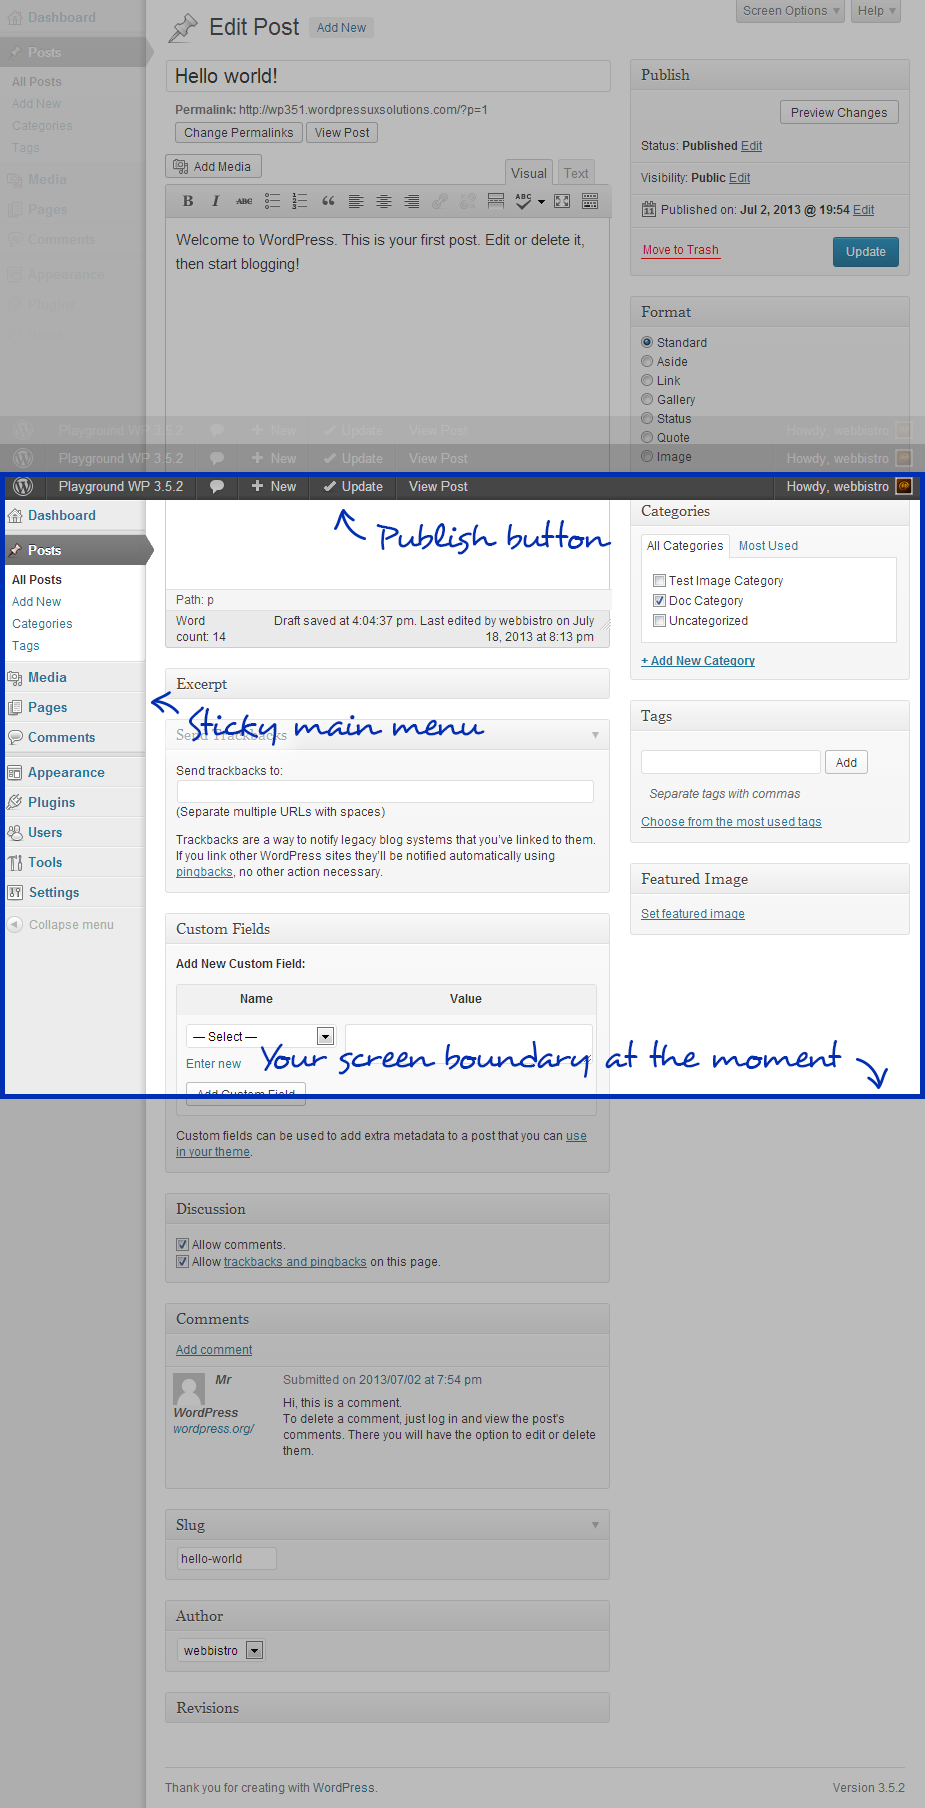 Dashboard
Posts
All Posts
Add New
Categories
Tags
Media
Pages
Comments
Appearance
Plugins
Screen Options
Help
Edit Post
Add New
Hello world!
Permalink: http://wp351.wordpressuxsolutions.com/?p=1
Change Permalinks
View Post
Add Media
Visual
Text
B I ABC ABC
Welcome to WordPress. This is your first post. Edit or delete it,
then start blogging!
Publish
Preview Changes
Status: Published Edit
Visibility: Public Edit
11 Published on: Jul 2, 2013 @ 19:54 Edit
Move to Trash
Update
Format
Standard
Aside
Link
Gallery
Status
Quote
Image
Playground WP 3.5.2 New Update View Post Howdy, webbistro
Playground WP 3.5.2 New Update View Post Howdy, webbistro
Playground WP 3.5.2 New Update View Post Howdy, webbistro
Publish button
Dashboard
Posts
All Posts
Add New
Categories
Tags
Media
Pages
Comments
Appearance
Plugins
Users
Tools
Settings
Collapse menu
Path: p
Word
count: 14
Draft saved at 4:04:37 pm. Last edited by webbistro on July
18, 2013 at 8:13 pm
Excerpt
Sticky main menu
Send Trackbacks
Send trackbacks to:
(Separate multiple URLs with spaces)
Trackbacks are a way to notify legacy blog systems that you've linked to them.
If you link other WordPress sites they'll be notified automatically using
pingbacks, no other action necessary.
Categories
All Categories
Most Used
Test Image Category
Doc Category
Uncategorized
+ Add New Category
Tags
Add
Separate tags with commas
Choose from the most used tags
Featured Image
Set featured image
Custom Fields
Add New Custom Field:
Name
Value
— Select —
Enter new
Your screen boundary at the moment
Add Custom Field
Custom fields can be used to add extra metadata to a post that you can use
in your theme.
Discussion
Allow comments.
Allow trackbacks and pingbacks on this page.
Comments
Add comment
Mr
WordPress
wordpress.org/
Submitted on 2013/07/02 at 7:54 pm
Hi, this is a comment.
To delete a comment, just log in and view the post's
comments. There you will have the option to edit or delete
them.
Slug
hello-world
Author
webbistro
Revisions
Thank you for creating with WordPress.
Version 3.5.2